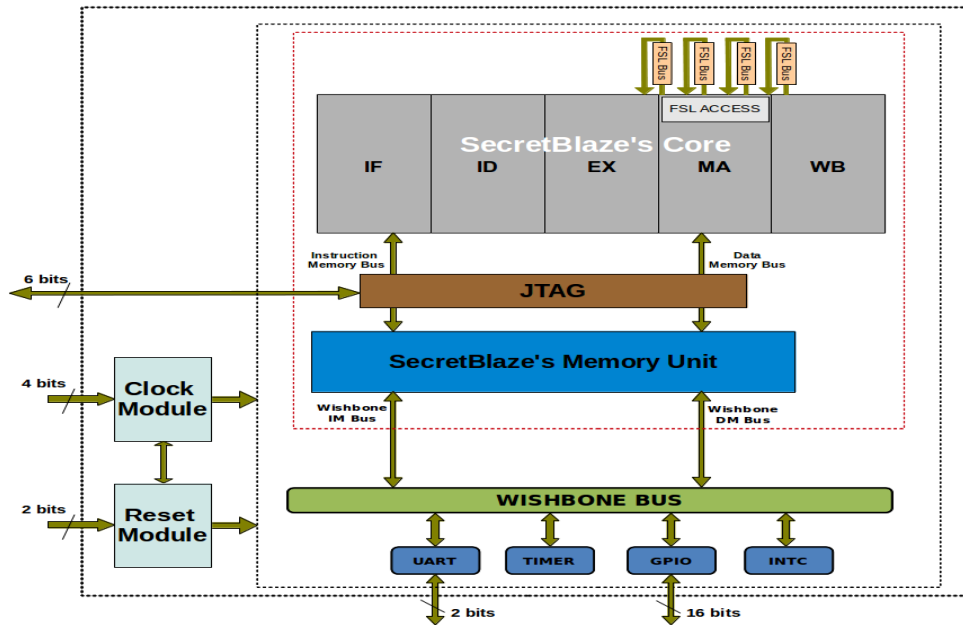 FSL Bus
FSL Bus
FSL Bus
FSL Bus
FSL ACCESS
SecretBlaze's Core
IF
ID
EX
MA
WB
Instruction
Memory Bus
Data
Memory Bus
6 bits
JTAG
SecretBlaze's Memory Unit
4 bits
Clock
Module
Wishbone
IM Bus
Wishbone
DM Bus
2 bits
Reset
Module
WISHBONE BUS
UART
TIMER
GPIO
INTC
2 bits
16 bits